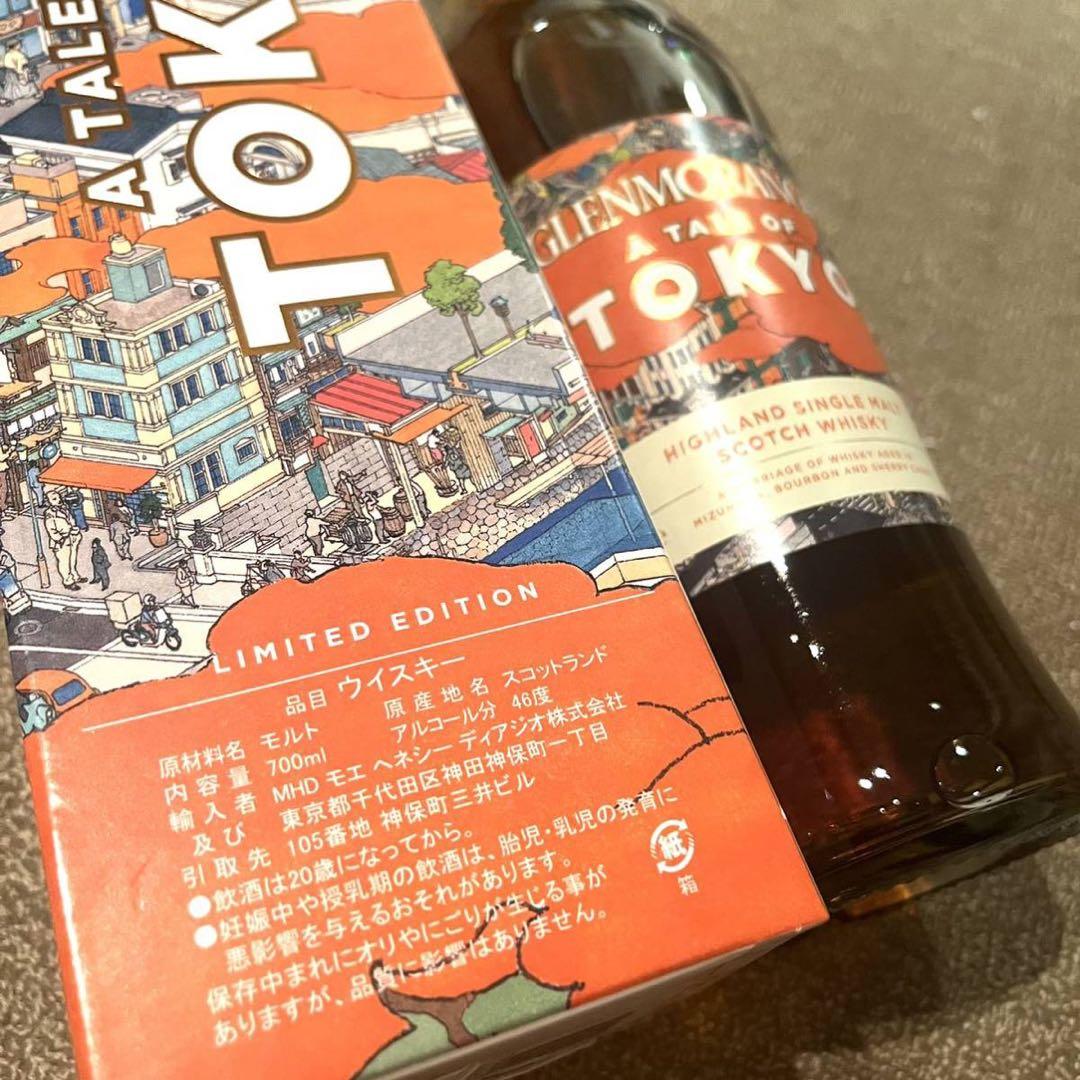 A TALE
TOK
LIMITED EDITION
品目 ウイスキー
原材料名 モルト 原産地名 スコットランド
内容量 700ml アルコール分 46度
輸入者 MHD モエ ヘネシー ディアジオ株式会社
及び 東京都千代田区神田神保町一丁目
引取先 105番地 神保町三井ビル
●飲酒は20歳になってから。
●妊娠中や授乳期の飲酒は、胎児・乳児の発育に
悪影響を与えるおそれがあります。
保存中まれにオリやにごりが生じる事が
ありますが、品質に影響はありません。
紙
箱
GLENMORAN
A TALE OF
TOKYO
HIGHLAND SINGLE MALT
SCOTCH WHISKY
MARRIAGE OF WHISKY AGED IN
BOURBON AND SHERRY